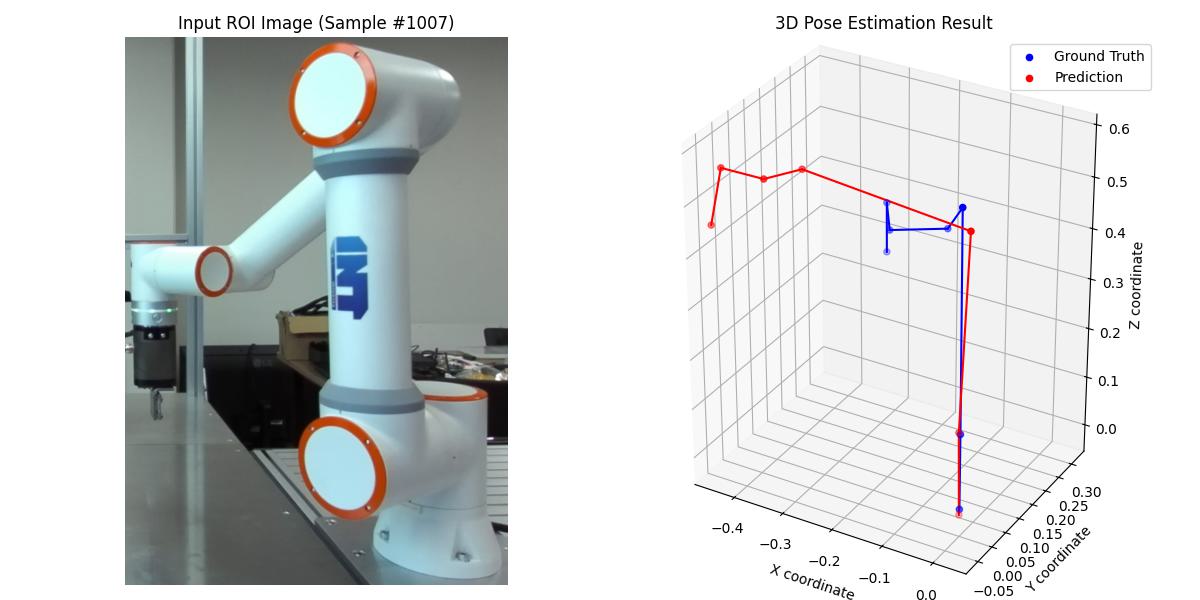 Input ROI Image (Sample #1007)
INT
3D Pose Estimation Result
Ground Truth
Prediction
0.6
0.5
0.4
0.3
0.2
0.1
0.0
Z coordinate
−0.4
−0.3
−0.2
−0.1
0.0
X coordinate
−0.05
0.00
0.05
0.10
0.15
0.20
0.25
0.30
Y coordinate